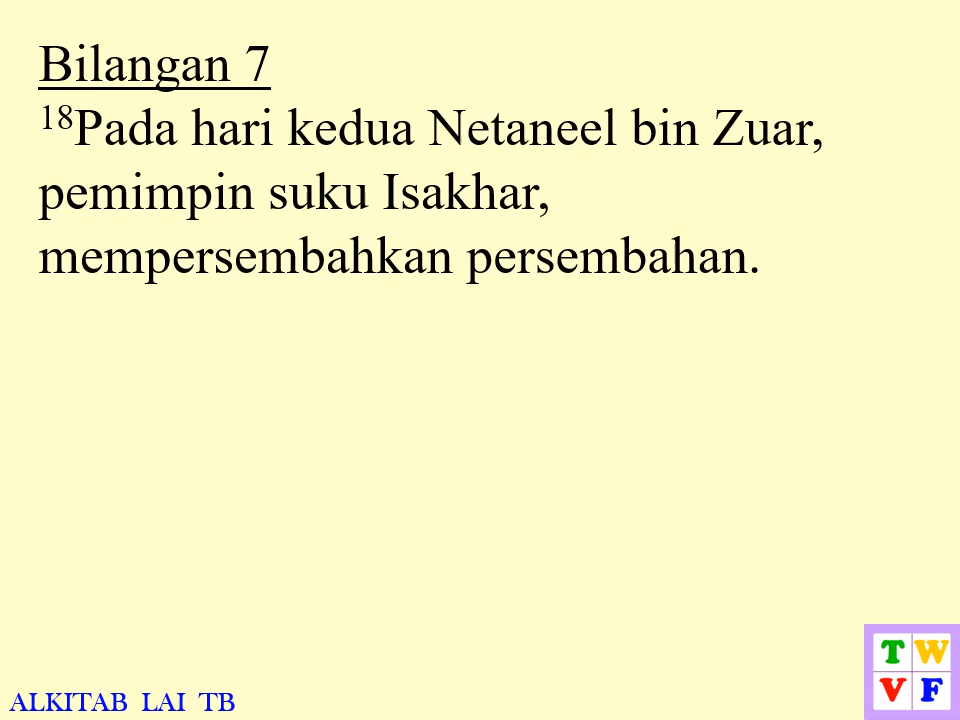 Bilangan 7
18Pada hari kedua Netaneel bin Zuar,
pemimpin suku Isakhar,
mempersembahkan persembahan.
ALKITAB LAI TB
T W
V F